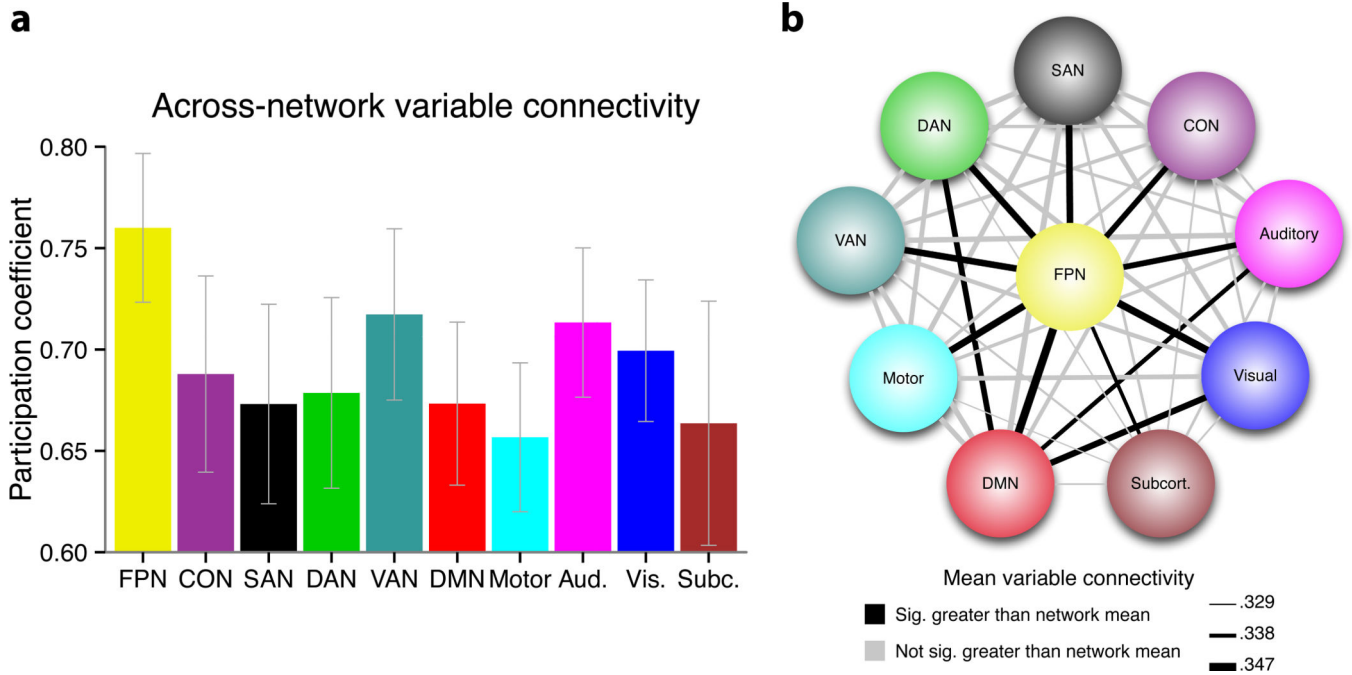 a
Across-network variable connectivity
Participation coefficient
0.80
0.75
0.70
0.65
0.60
FPN CON SAN DAN VAN DMN Motor Aud. Vis. Subc.
b
SAN
DAN
CON
VAN
Auditory
FPN
Motor
Visual
DMN
Subcort.
Mean variable connectivity
Sig. greater than network mean
Not sig. greater than network mean
.329
.338
.347